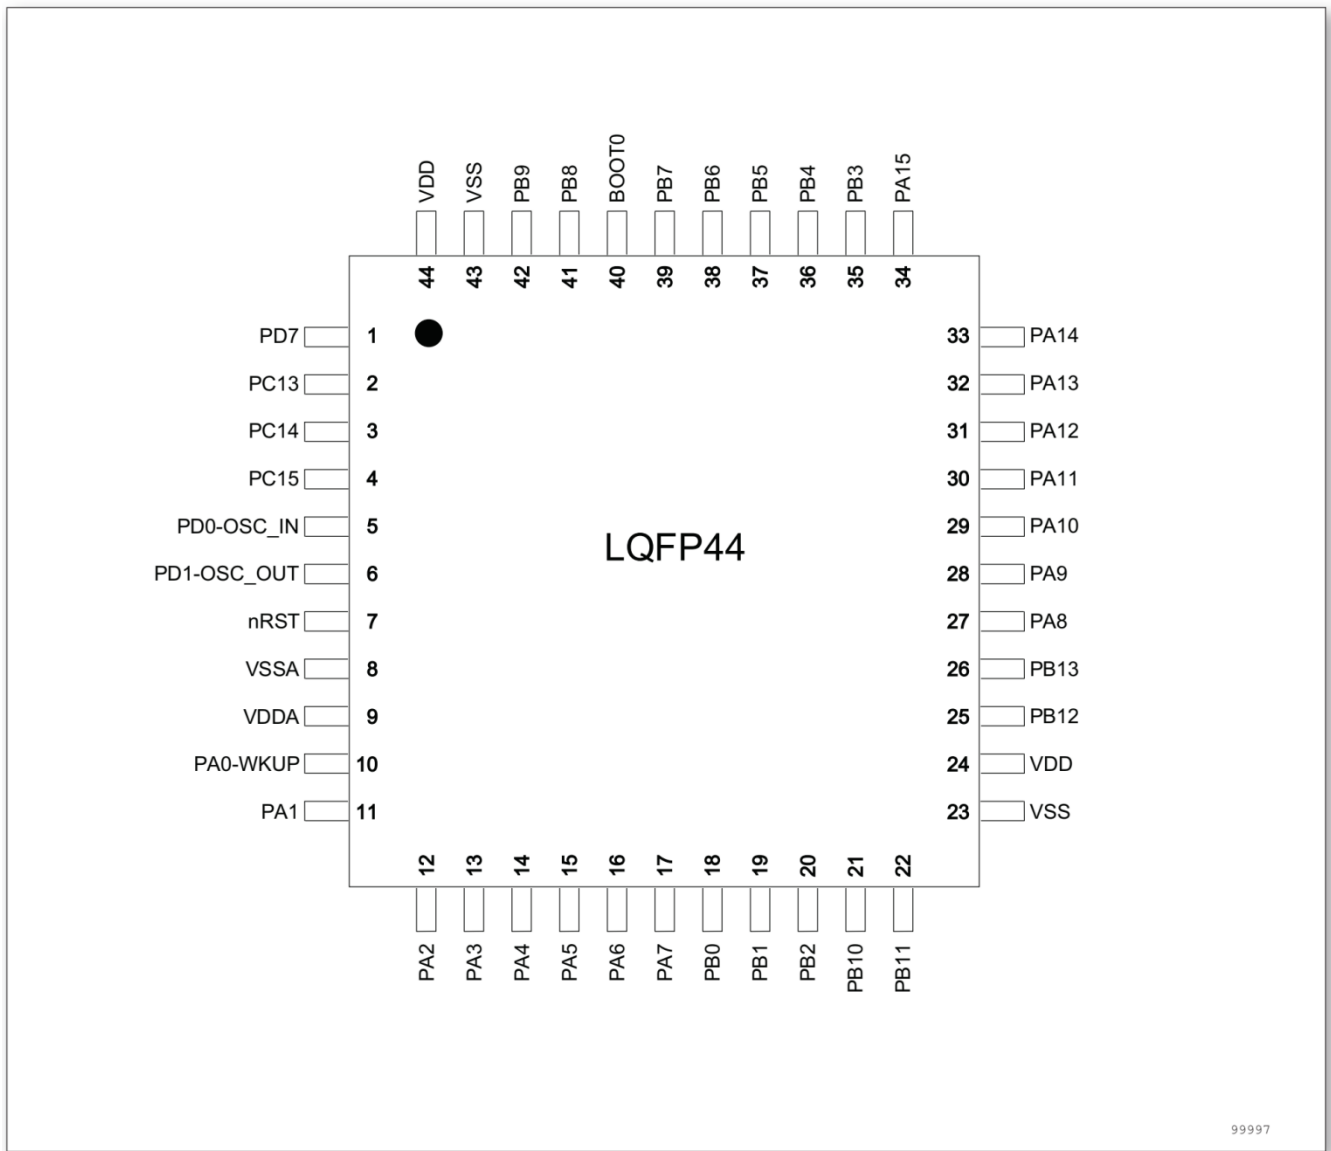 VDD
VSS
PB9
PB8
BOOT0
PB7
PB6
PB5
PB4
PB3
PA15
44
43
42
41
40
39
38
37
36
35
34
PD7 1
PC13 2
PC14 3
PC15 4
PD0-OSC_IN 5
PD1-OSC_OUT 6
nRST 7
VSSA 8
VDDA 9
PA0-WKUP 10
PA1 11
LQFP44
33 PA14
32 PA13
31 PA12
30 PA11
29 PA10
28 PA9
27 PA8
26 PB13
25 PB12
24 VDD
23 VSS
12
13
14
15
16
17
18
19
20
21
22
PA2
PA3
PA4
PA5
PA6
PA7
PB0
PB1
PB2
PB10
PB11
99997